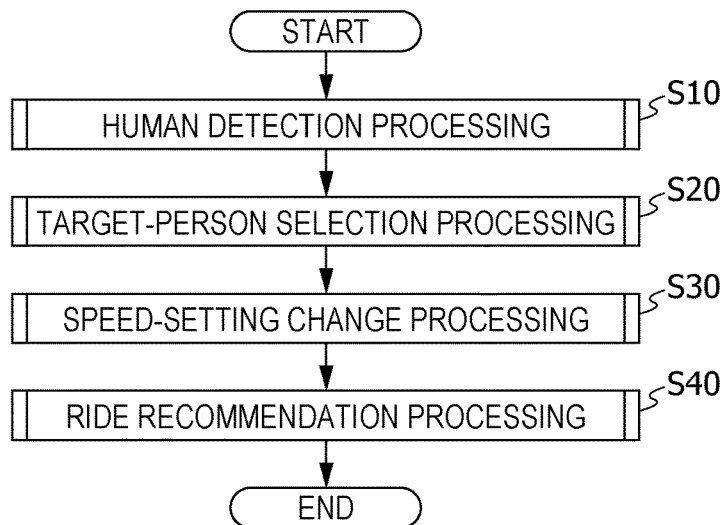 START
HUMAN DETECTION PROCESSING
S10
TARGET-PERSON SELECTION PROCESSING
S20
SPEED-SETTING CHANGE PROCESSING
S30
RIDE RECOMMENDATION PROCESSING
S40
END